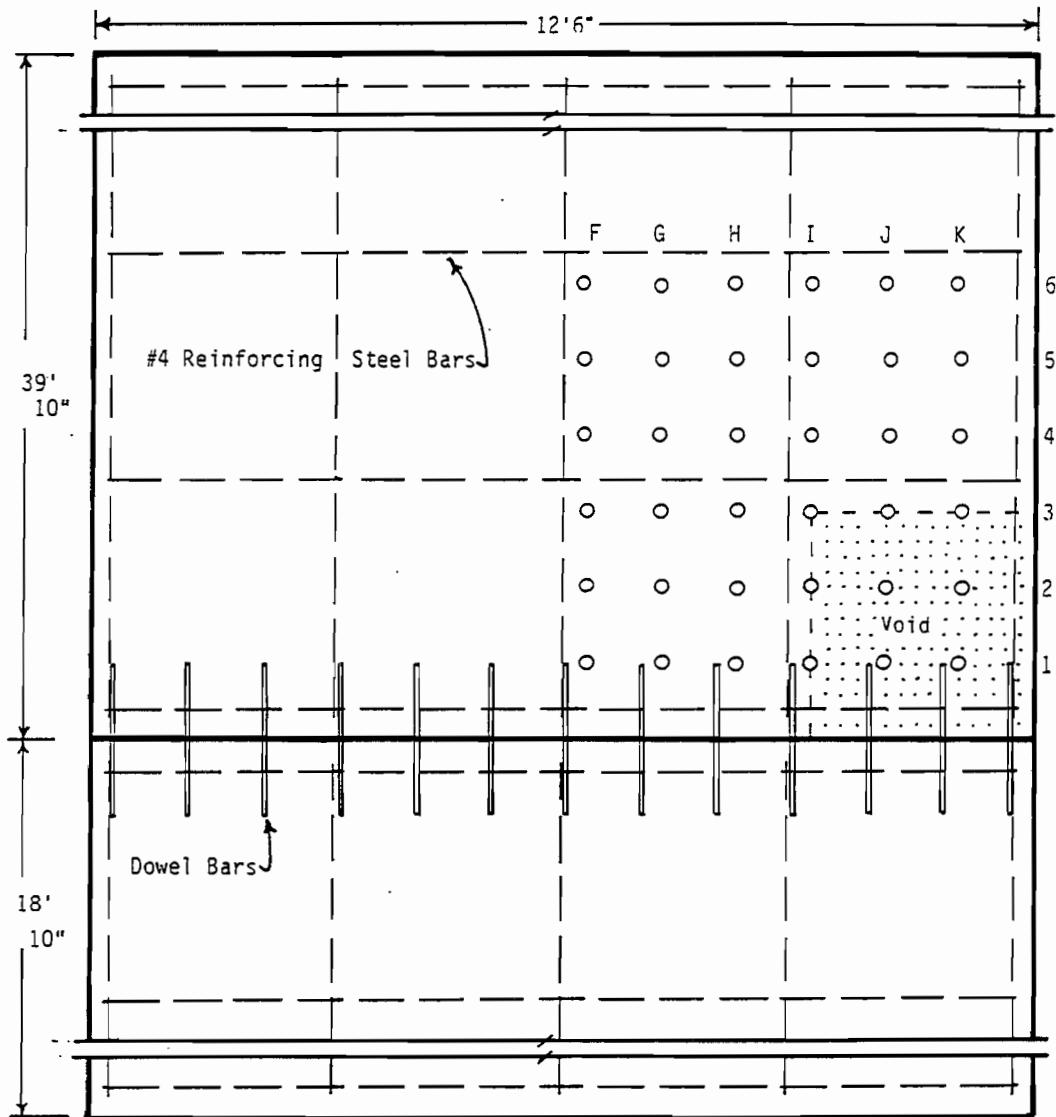 12'6"
F G H I J K
6
#4 Reinforcing Steel Bars
5
39'
10"
4
3
2
Void
1
Dowel Bars
18'
10"